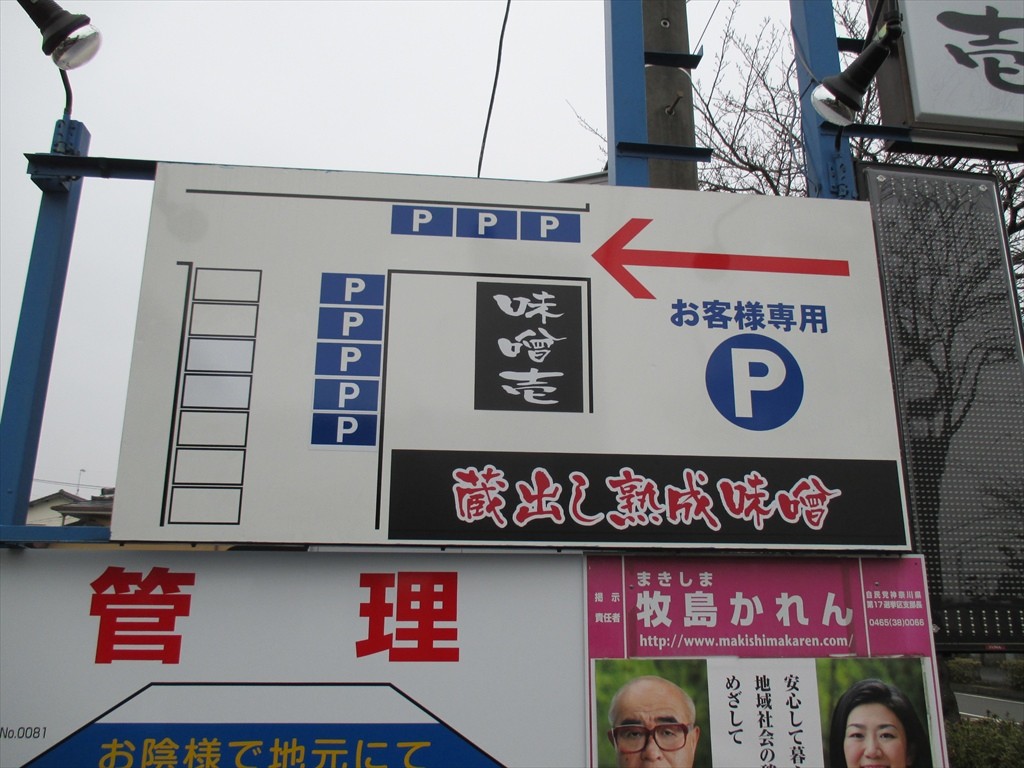 壱
P P P
P
P
P
P
P
味噌壱
お客様専用
P
蔵出し熟成味噌
管理
No.0081
お陰様で地元にて
掲示
責任者
まきしま
牧島かれん
http://www.makishimakaren.com/
自民党神奈川県
第17選挙区支部長
0465(38)0066
安心して暮
地域社会の
めざして